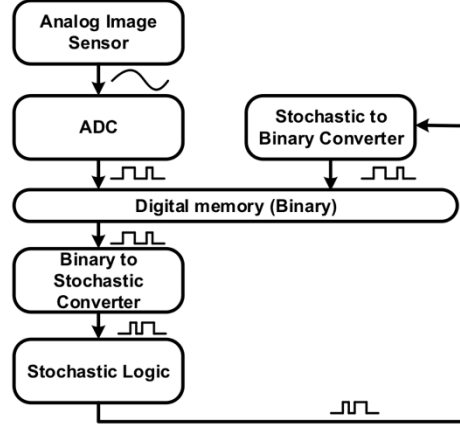 Analog Image
Sensor
ADC
Stochastic to
Binary Converter
Digital memory (Binary)
Binary to
Stochastic
Converter
Stochastic Logic